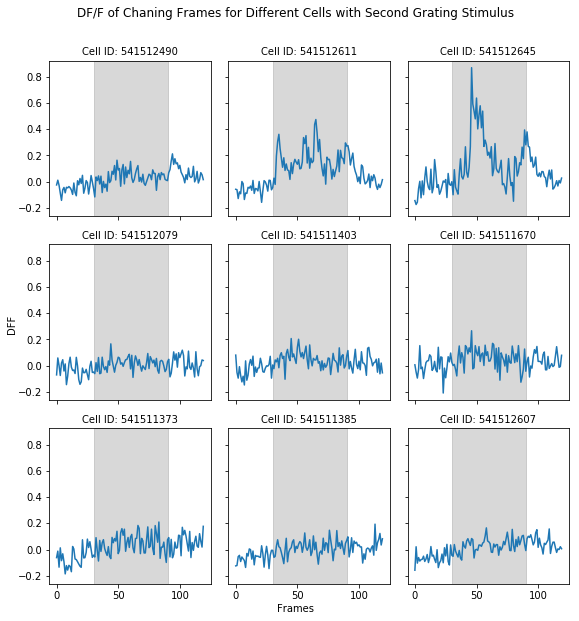 DF/F of Chaning Frames for Different Cells with Second Grating Stimulus
Cell ID: 541512490 Cell ID: 541512611 Cell ID: 541512645
0.8
0.6
0.4
0.2
0.0
−0.2
Cell ID: 541512079 Cell ID: 541511403 Cell ID: 541511670
0.8
0.6
0.4
0.2
0.0
−0.2
DFF
Cell ID: 541511373 Cell ID: 541511385 Cell ID: 541512607
0.8
0.6
0.4
0.2
0.0
−0.2
0 50 100 0 50 100 0 50 100
Frames